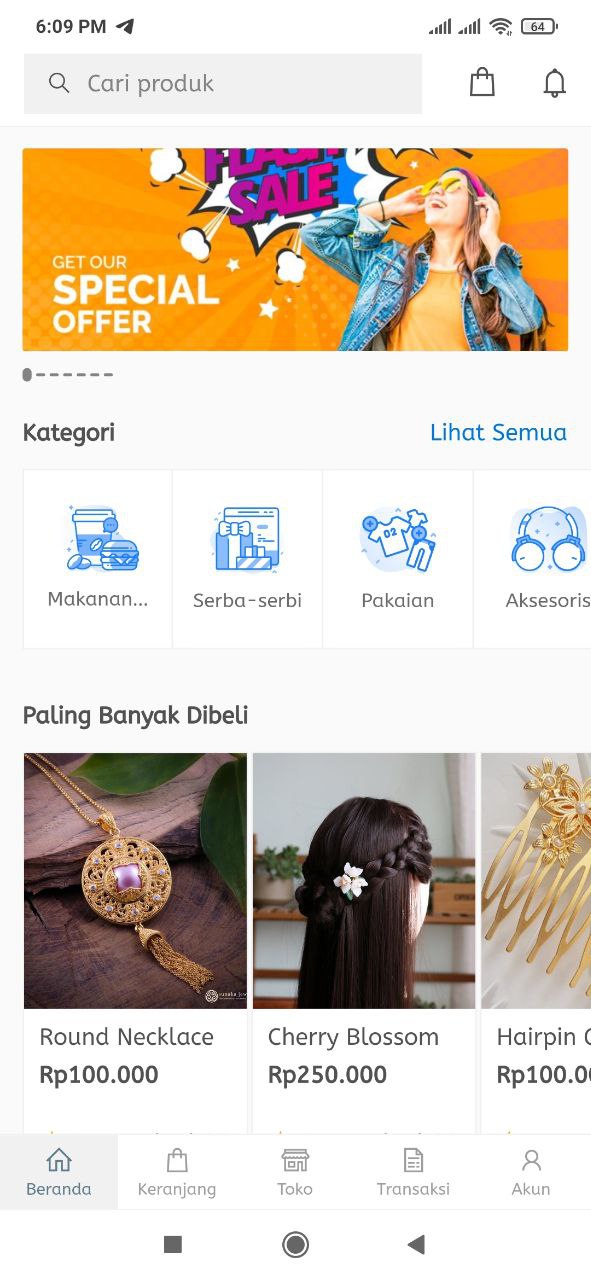 6:09 PM
64
Cari produk
FLASH
SALE
GET OUR
SPECIAL
OFFER
Kategori
Lihat Semua
02
Makanan...
Serba-serbi
Pakaian
Aksesoris
Paling Banyak Dibeli
Round Necklace
Rp100.000
Cherry Blossom
Rp250.000
Hairpin
Rp100.0
Beranda
Keranjang
Toko
Transaksi
Akun